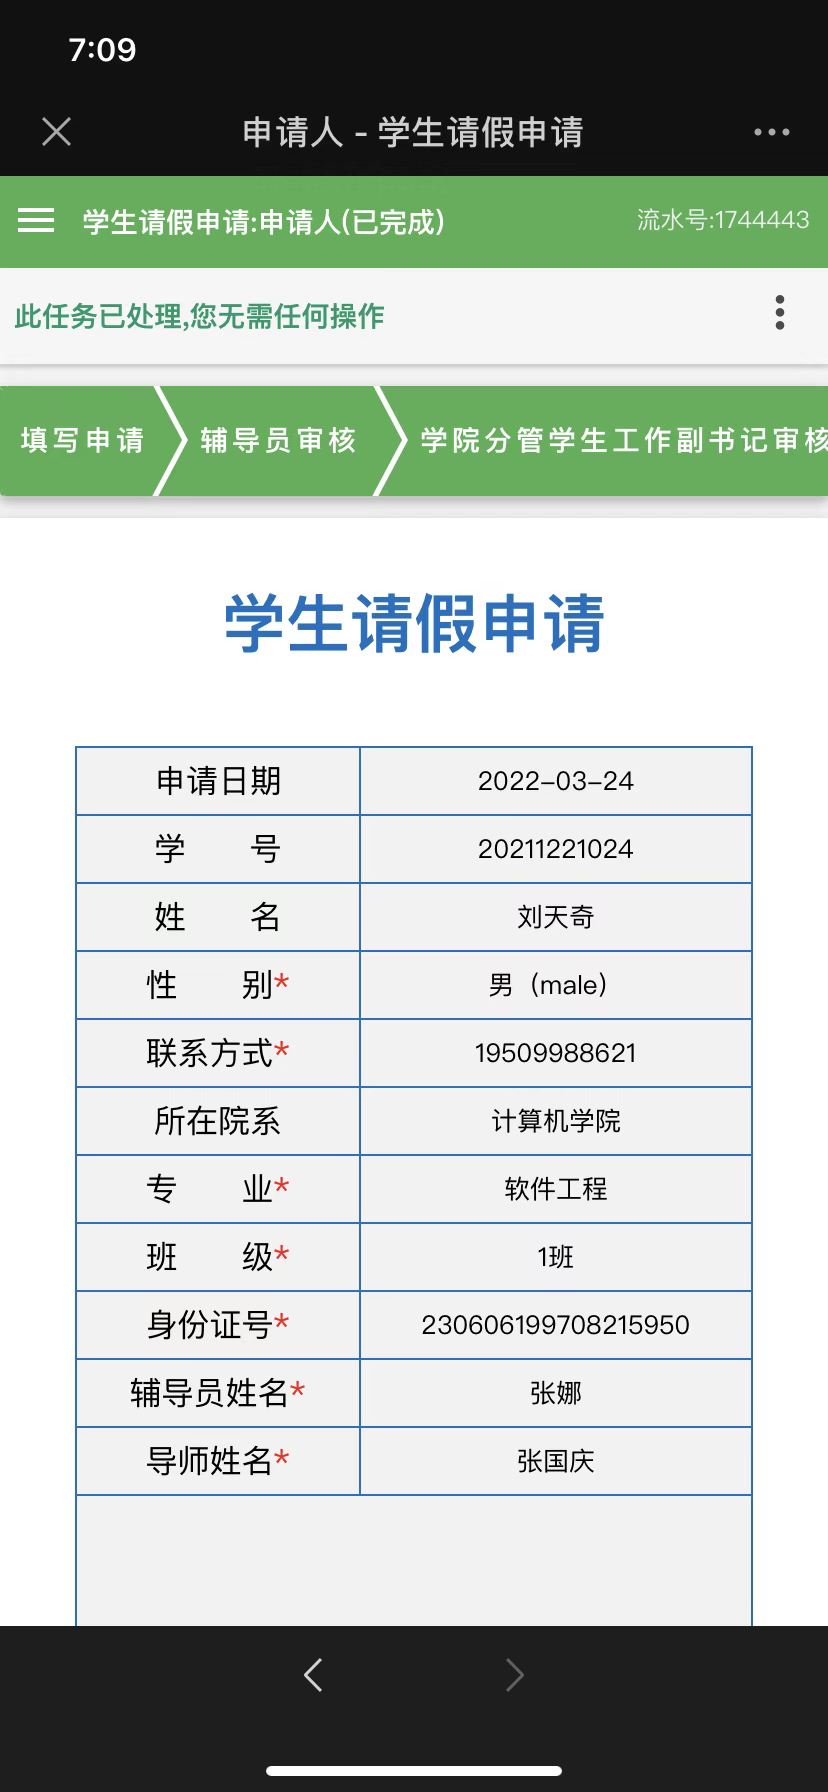 7:09
申请人 - 学生请假申请
学生请假申请:申请人(已完成)
流水号:1744443
此任务已处理,您无需任何操作
填写申请 辅导员审核 学院分管学生工作副书记审核
学生请假申请
申请日期 2022-03-24
学 号 20211221024
姓 名 刘天奇
性 别* 男（male）
联系方式* 19509988621
所在院系 计算机学院
专 业* 软件工程
班 级* 1班
身份证号* 230606199708215950
辅导员姓名* 张娜
导师姓名* 张国庆